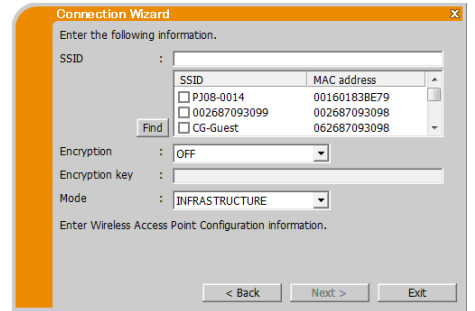 Connection Wizard x
Enter the following information.
SSID :
SSID MAC address
PJ08-0014 00160183BE79
002687093099 002687093098
Find CG-Guest 062687093098
Encryption : OFF
Encryption key :
Mode : INFRASTRUCTURE
Enter Wireless Access Point Configuration information.
< Back Next > Exit